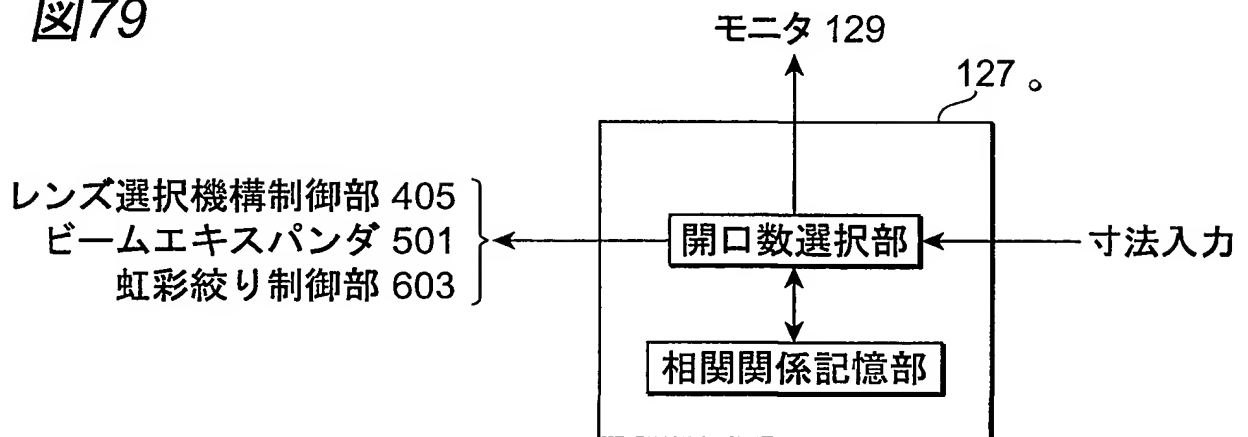 図79
モニタ 129
127 。
レンズ選択機構制御部 405
ビームエキスパンダ 501
虹彩絞り制御部 603
開口数選択部
寸法入力
相関関係記憶部